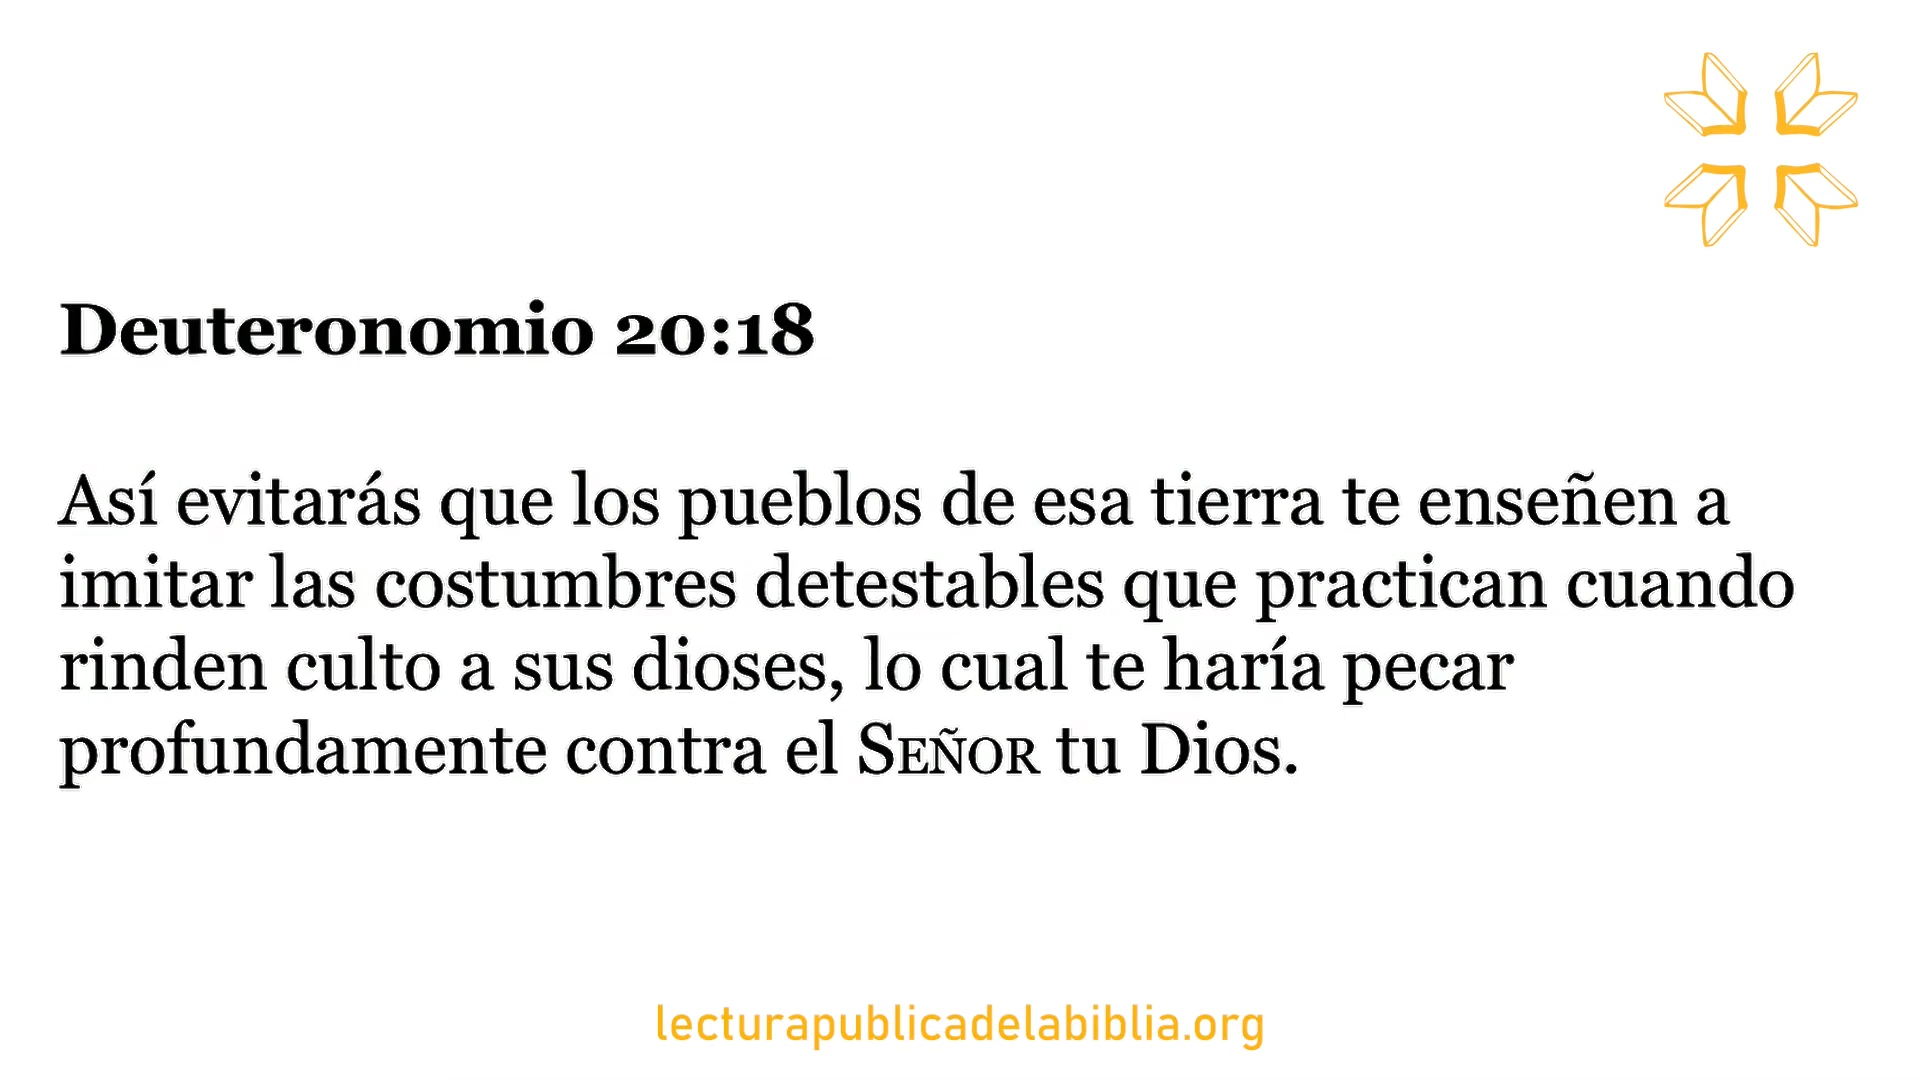 Deuteronomio 20:18
Así evitarás que los pueblos de esa tierra te enseñen a
imitar las costumbres detestables que practican cuando
rinden culto a sus dioses, lo cual te haría pecar
profundamente contra el SEÑOR tu Dios.
lecturapublicadelabiblia.org